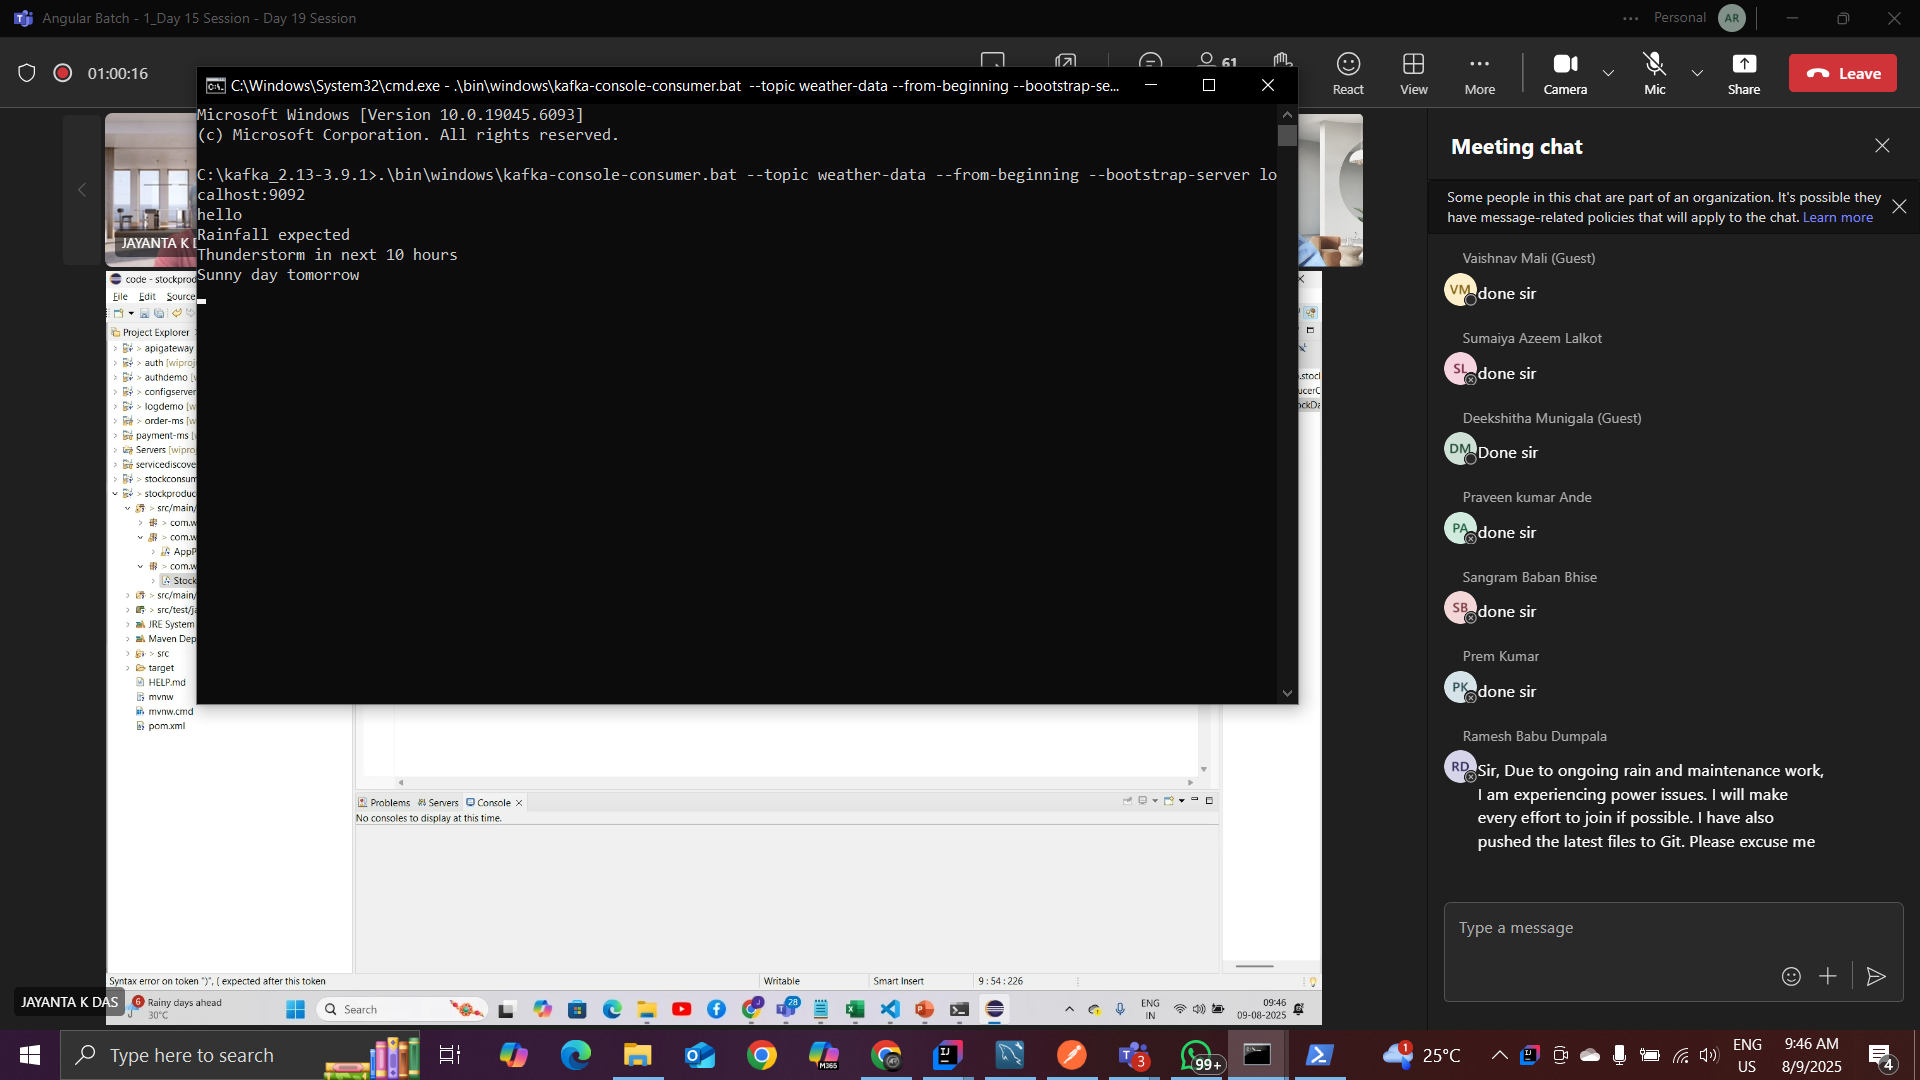 Angular Batch - 1_Day 15 Session - Day 19 Session
Personal
AR
01:00:16
61
React
View
More
Camera
Mic
Share
Leave
C:\Windows\System32\cmd.exe - .\bin\windows\kafka-console-consumer.bat --topic weather-data --from-beginning --bootstrap-se...
Microsoft Windows [Version 10.0.19045.6093]
(c) Microsoft Corporation. All rights reserved.
C:\kafka_2.13-3.9.1>.\bin\windows\kafka-console-consumer.bat --topic weather-data --from-beginning --bootstrap-server lo
calhost:9092
hello
Rainfall expected
Thunderstorm in next 10 hours
Sunny day tomorrow
JAYANTA K D
code - stockprod
File Edit Source
Project Explorer
apigateway
auth
authdemo
configserver
logdemo
order-ms
payment-ms
Servers
servicediscove
stockconsum
stockproduc
src/main/
com.w
com.w
AppP
com.w
Stock
src/main/
src/test/ja
JRE System
Maven Dep
src
target
HELP.md
mvnw
mvnw.cmd
pom.xml
Problems Servers Console
No consoles to display at this time.
Syntax error on token ")", ( expected after this token
Writable
Smart Insert
9 : 54 : 226
JAYANTA K DAS
6
Rainy days ahead
30°C
Search
28
ENG
IN
09:46
09-08-2025
Meeting chat
Some people in this chat are part of an organization. It's possible they
have message-related policies that will apply to the chat. Learn more
Vaishnav Mali (Guest)
VM
done sir
Sumaiya Azeem Lalkot
SL
done sir
Deekshitha Munigala (Guest)
DM
Done sir
Praveen kumar Ande
PA
done sir
Sangram Baban Bhise
SB
done sir
Prem Kumar
PK
done sir
Ramesh Babu Dumpala
RD
Sir, Due to ongoing rain and maintenance work,
I am experiencing power issues. I will make
every effort to join if possible. I have also
pushed the latest files to Git. Please excuse me
Type a message
Type here to search
M365
3
99+
1
25°C
ENG
US
9:46 AM
8/9/2025
4